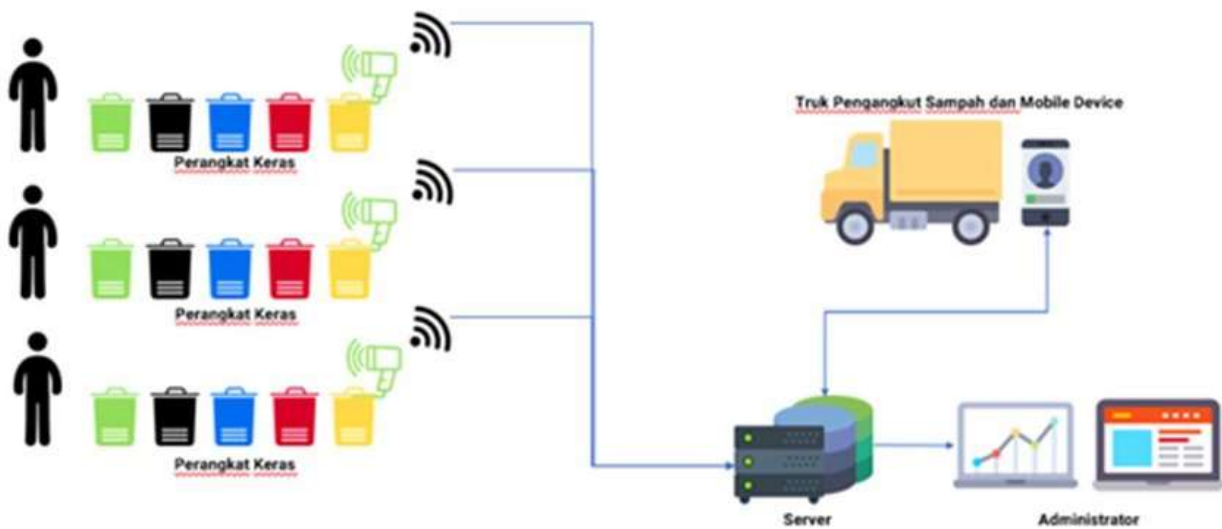 Truk Pengangkut Sampah dan Mobile Device
Perangkat Keras
Perangkat Keras
Perangkat Keras
Server
Administrator